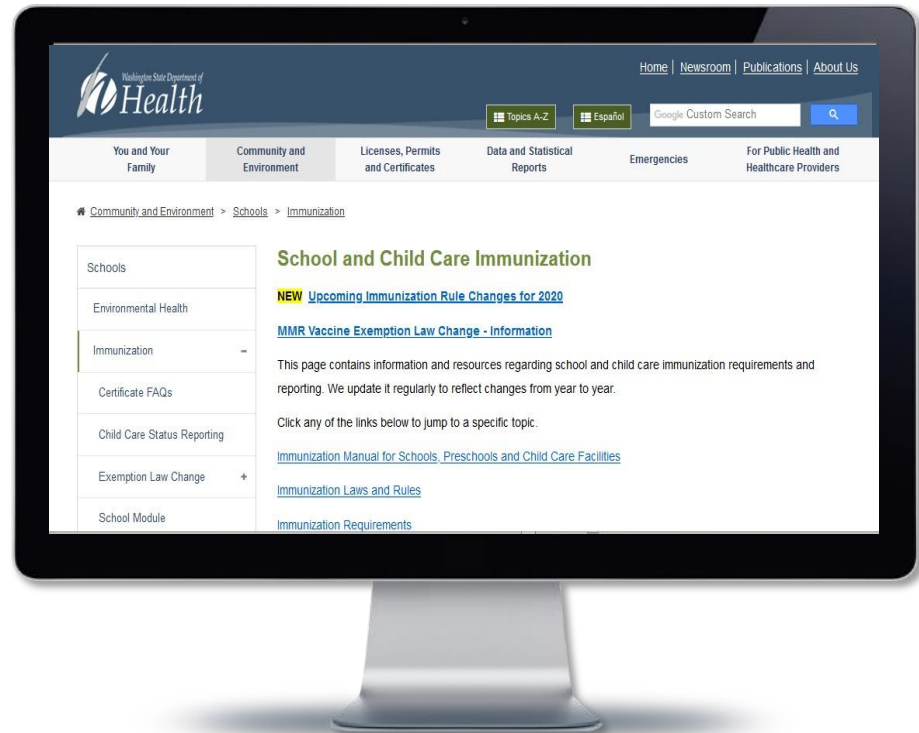 Washington State Department of
Health
Home | Newsroom | Publications | About Us
Topics A-Z
Español
Google Custom Search
You and Your
Family
Community and
Environment
Licenses, Permits
and Certificates
Data and Statistical
Reports
Emergencies
For Public Health and
Healthcare Providers
Community and Environment > Schools > Immunization
Schools
Environmental Health
Immunization -
Certificate FAQs
Child Care Status Reporting
Exemption Law Change +
School Module
School and Child Care Immunization
NEW Upcoming Immunization Rule Changes for 2020
MMR Vaccine Exemption Law Change - Information
This page contains information and resources regarding school and child care immunization requirements and
reporting. We update it regularly to reflect changes from year to year.
Click any of the links below to jump to a specific topic.
Immunization Manual for Schools, Preschools and Child Care Facilities
Immunization Laws and Rules
Immunization Requirements